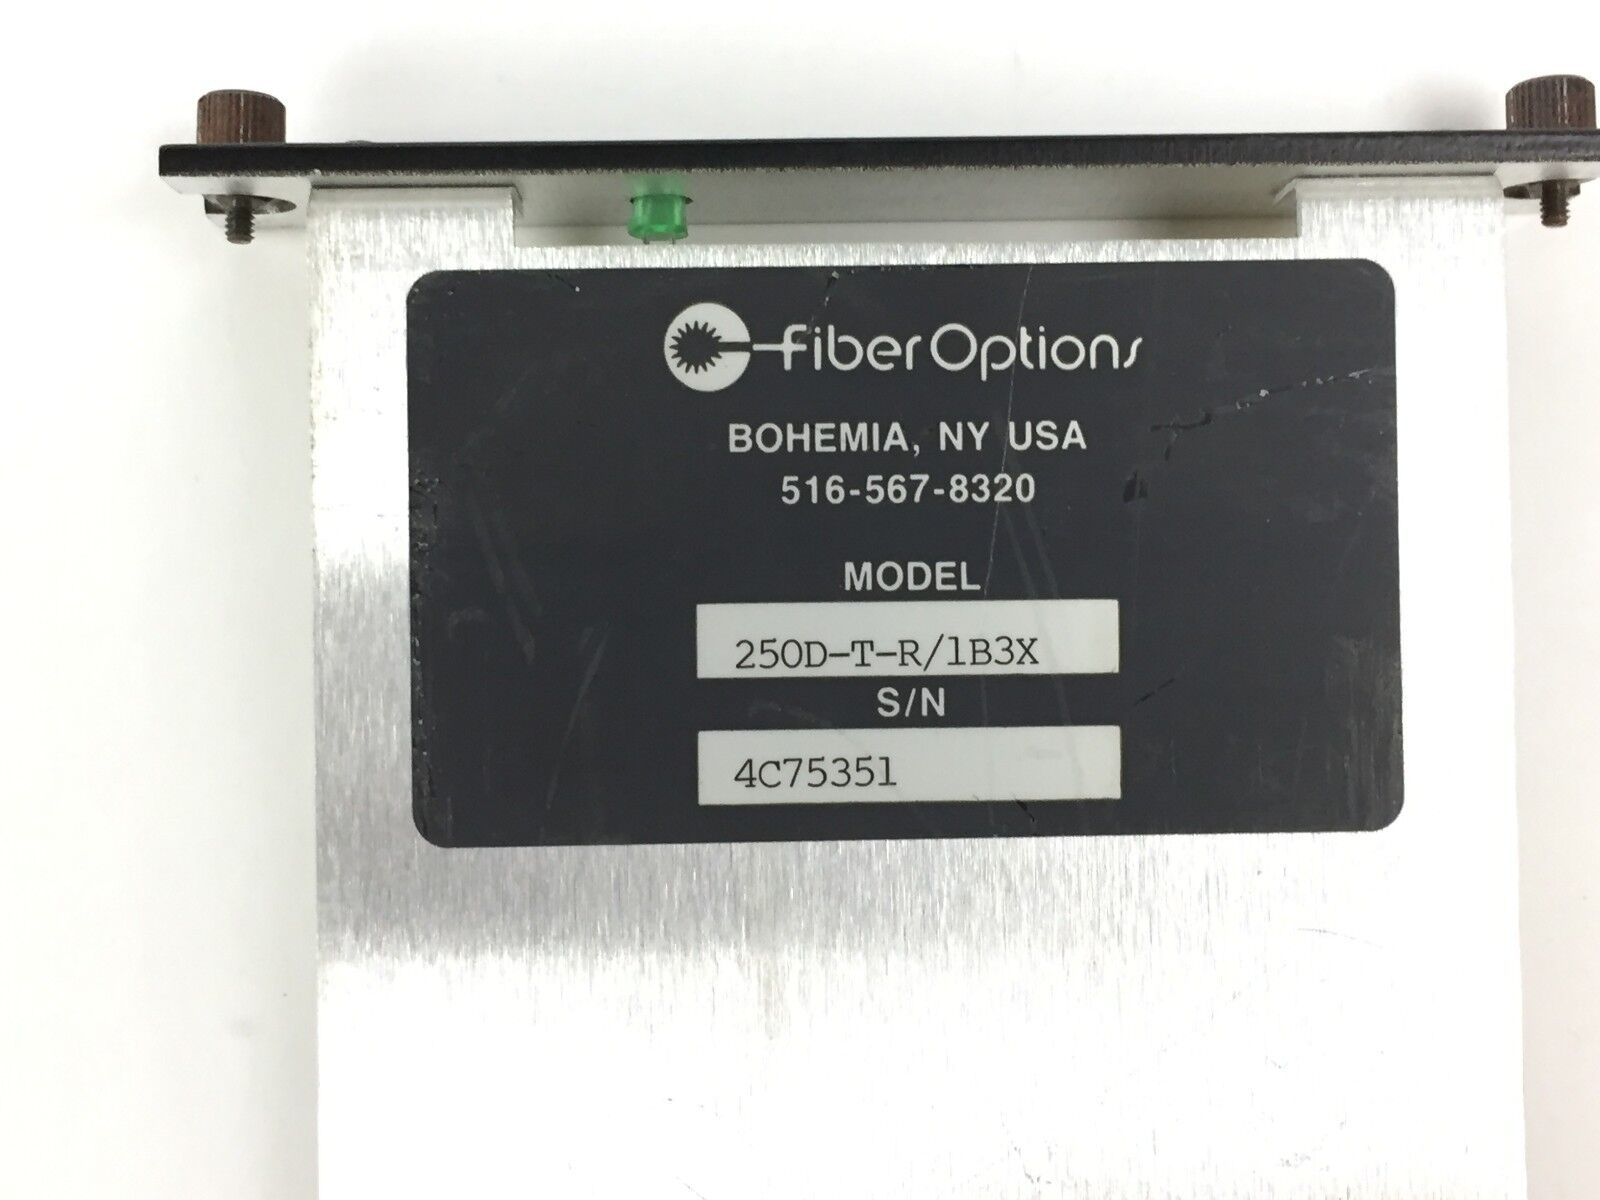 fiber Options
BOHEMIA, NY USA
516-567-8320
MODEL
250D-T-R/1B3X
S/N
4C75351